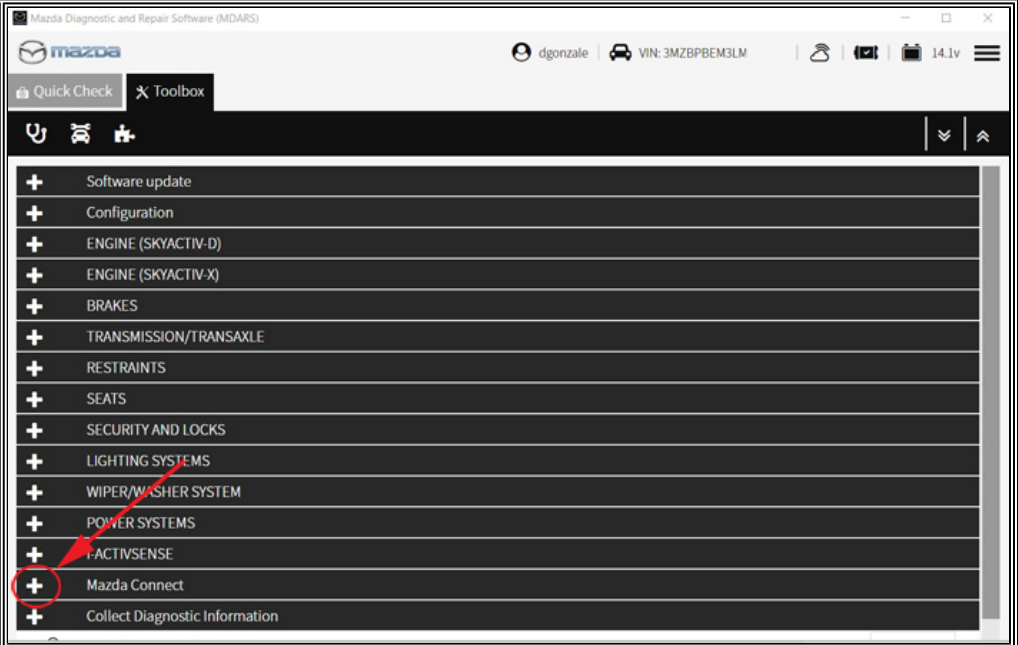 Mazda Diagnostic and Repair Software (MDARS)
mazda
dgonzale
VIN: 3MZBPBEM3LM
14.1v
Quick Check
Toolbox
Software update
Configuration
ENGINE (SKYACTIV-D)
ENGINE (SKYACTIV-X)
BRAKES
TRANSMISSION/TRANSAXLE
RESTRAINTS
SEATS
SECURITY AND LOCKS
LIGHTING SYSTEMS
WIPER/WASHER SYSTEM
POWER SYSTEMS
i-ACTIVSENSE
Mazda Connect
Collect Diagnostic Information